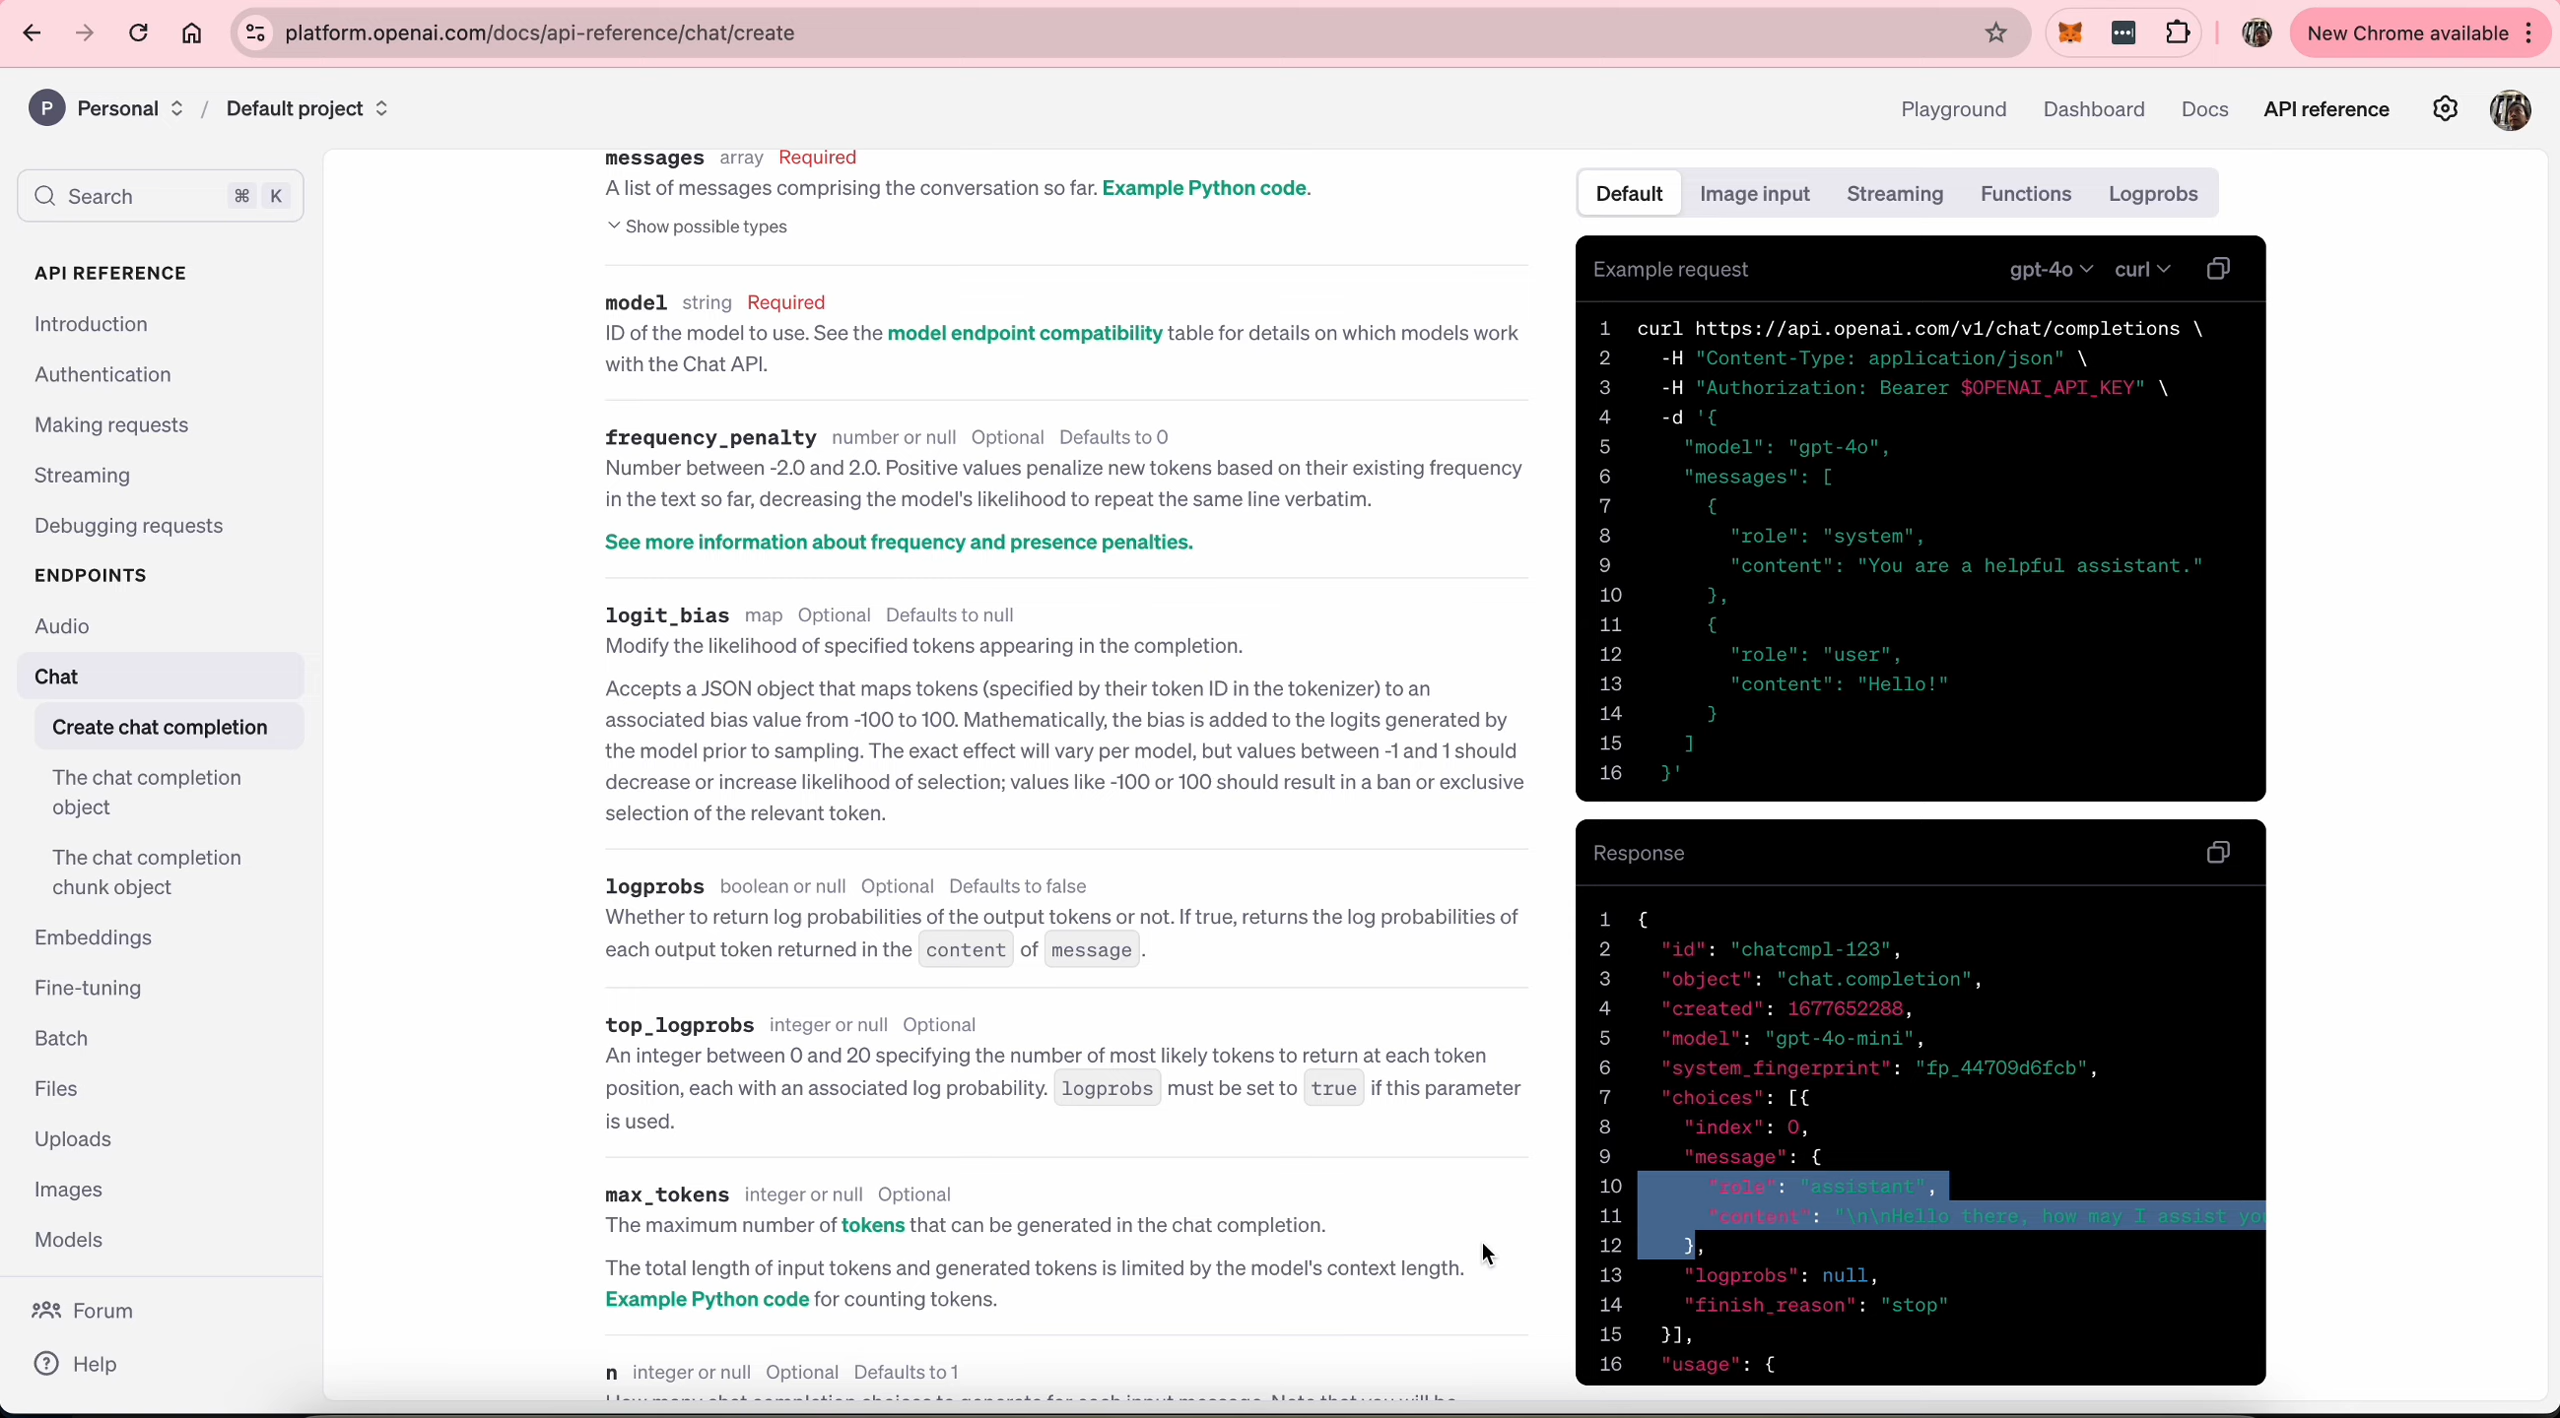 platform.openai.com/docs/api-reference/chat/create
New Chrome available
P Personal / Default project
Playground Dashboard Docs API reference
Search ⌘ K
API REFERENCE
Introduction
Authentication
Making requests
Streaming
Debugging requests
ENDPOINTS
Audio
Chat
Create chat completion
The chat completion
object
The chat completion
chunk object
Embeddings
Fine-tuning
Batch
Files
Uploads
Images
Models
Forum
Help
messages array Required
A list of messages comprising the conversation so far. Example Python code.
Show possible types
model string Required
ID of the model to use. See the model endpoint compatibility table for details on which models work
with the Chat API.
frequency_penalty number or null Optional Defaults to 0
Number between -2.0 and 2.0. Positive values penalize new tokens based on their existing frequency
in the text so far, decreasing the model's likelihood to repeat the same line verbatim.
See more information about frequency and presence penalties.
logit_bias map Optional Defaults to null
Modify the likelihood of specified tokens appearing in the completion.
Accepts a JSON object that maps tokens (specified by their token ID in the tokenizer) to an
associated bias value from -100 to 100. Mathematically, the bias is added to the logits generated by
the model prior to sampling. The exact effect will vary per model, but values between -1 and 1 should
decrease or increase likelihood of selection; values like -100 or 100 should result in a ban or exclusive
selection of the relevant token.
logprobs boolean or null Optional Defaults to false
Whether to return log probabilities of the output tokens or not. If true, returns the log probabilities of
each output token returned in the content of message.
top_logprobs integer or null Optional
An integer between 0 and 20 specifying the number of most likely tokens to return at each token
position, each with an associated log probability. logprobs must be set to true if this parameter
is used.
max_tokens integer or null Optional
The maximum number of tokens that can be generated in the chat completion.
The total length of input tokens and generated tokens is limited by the model's context length.
Example Python code for counting tokens.
n integer or null Optional Defaults to 1
How many chat completion choices to generate for each input message. Note that you will be
Default Image input Streaming Functions Logprobs
Example request gpt-4o curl
1 curl https://api.openai.com/v1/chat/completions \
2 -H "Content-Type: application/json" \
3 -H "Authorization: Bearer $OPENAI_API_KEY" \
4 -d '{
5 "model": "gpt-4o",
6 "messages": [
7 {
8 "role": "system",
9 "content": "You are a helpful assistant."
10 },
11 {
12 "role": "user",
13 "content": "Hello!"
14 }
15 ]
16 }'
Response
1 {
2 "id": "chatcmpl-123",
3 "object": "chat.completion",
4 "created": 1677652288,
5 "model": "gpt-4o-mini",
6 "system_fingerprint": "fp_44709d6fcb",
7 "choices": [{
8 "index": 0,
9 "message": {
10 "role": "assistant",
11 "content": "\n\nHello there, how may I assist you
12 },
13 "logprobs": null,
14 "finish_reason": "stop"
15 }],
16 "usage": {